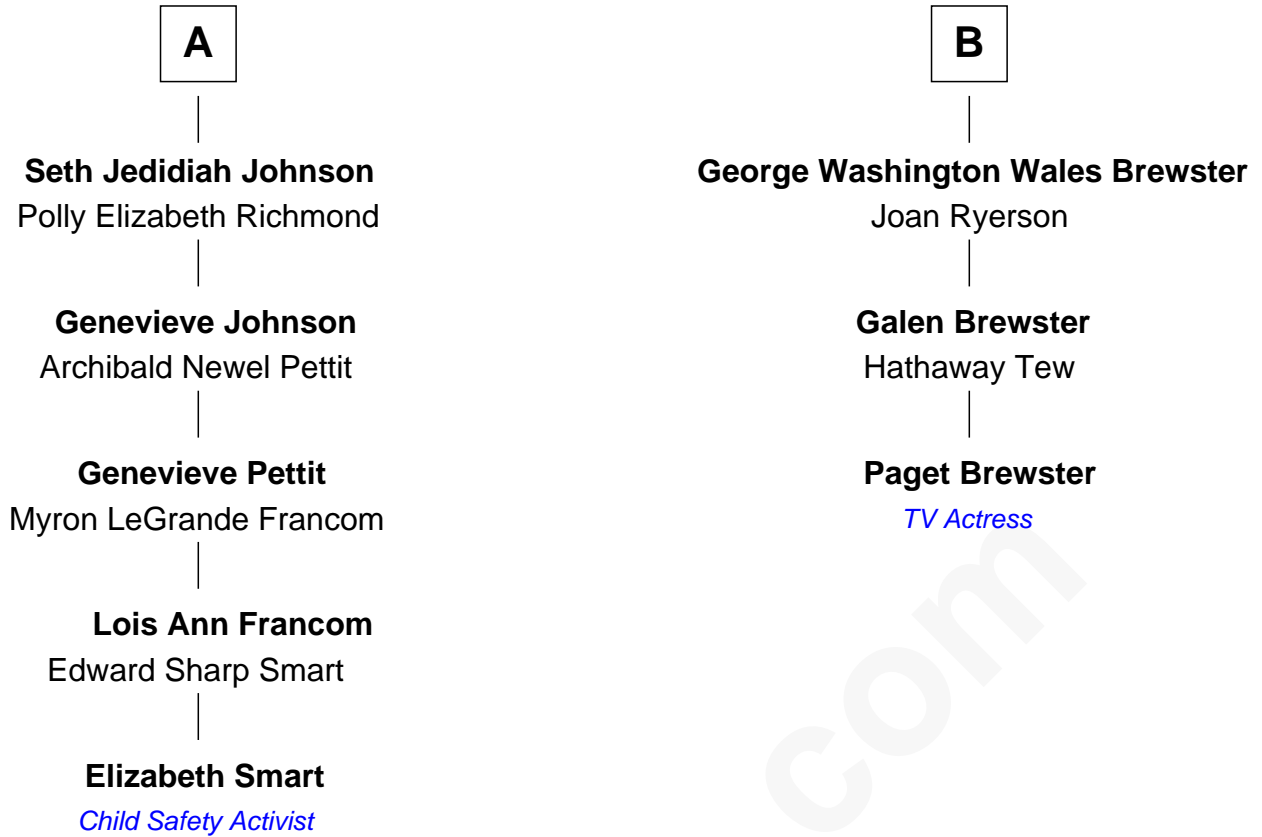 A
Seth Jedidiah Johnson
Polly Elizabeth Richmond
Genevieve Johnson
Archibald Newel Pettit
Genevieve Pettit
Myron LeGrande Francom
Lois Ann Francom
Edward Sharp Smart
Elizabeth Smart
Child Safety Activist
B
George Washington Wales Brewster
Joan Ryerson
Galen Brewster
Hathaway Tew
Paget Brewster
TV Actress
com